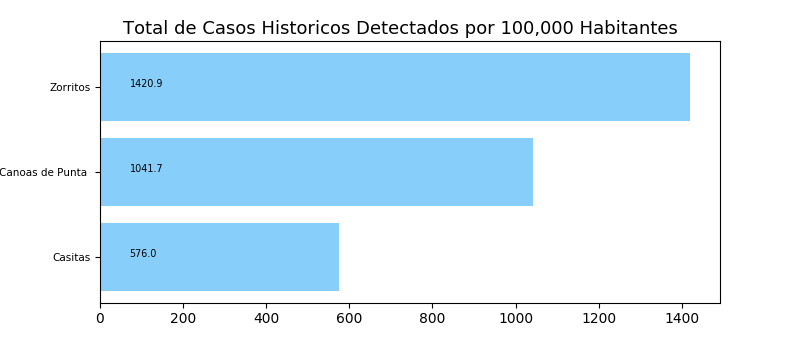 Total de Casos Historicos Detectados por 100,000 Habitantes
Zorritos
1420.9
Canoas de Punta
1041.7
Casitas
576.0
0 200 400 600 800 1000 1200 1400